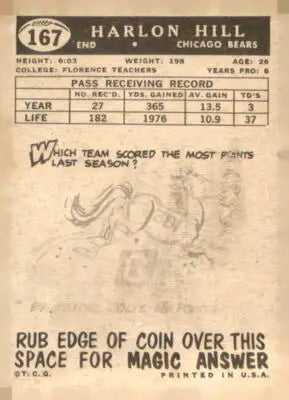 167
HARLON HILL
END • CHICAGO BEARS
HEIGHT: 6:03 WEIGHT: 198 AGE: 26
COLLEGE: FLORENCE TEACHERS YEARS PRO: 6
PASS RECEIVING RECORD
NO. REC'D. YDS. GAINED AV. GAIN TD'S
YEAR 27 365 13.5 3
LIFE 182 1976 10.9 37
WHICH TEAM SCORED THE MOST POINTS
LAST SEASON?
COLTS
POINTS
RUB EDGE OF COIN OVER THIS
SPACE FOR MAGIC ANSWER
©T.C.G. PRINTED IN U.S.A.